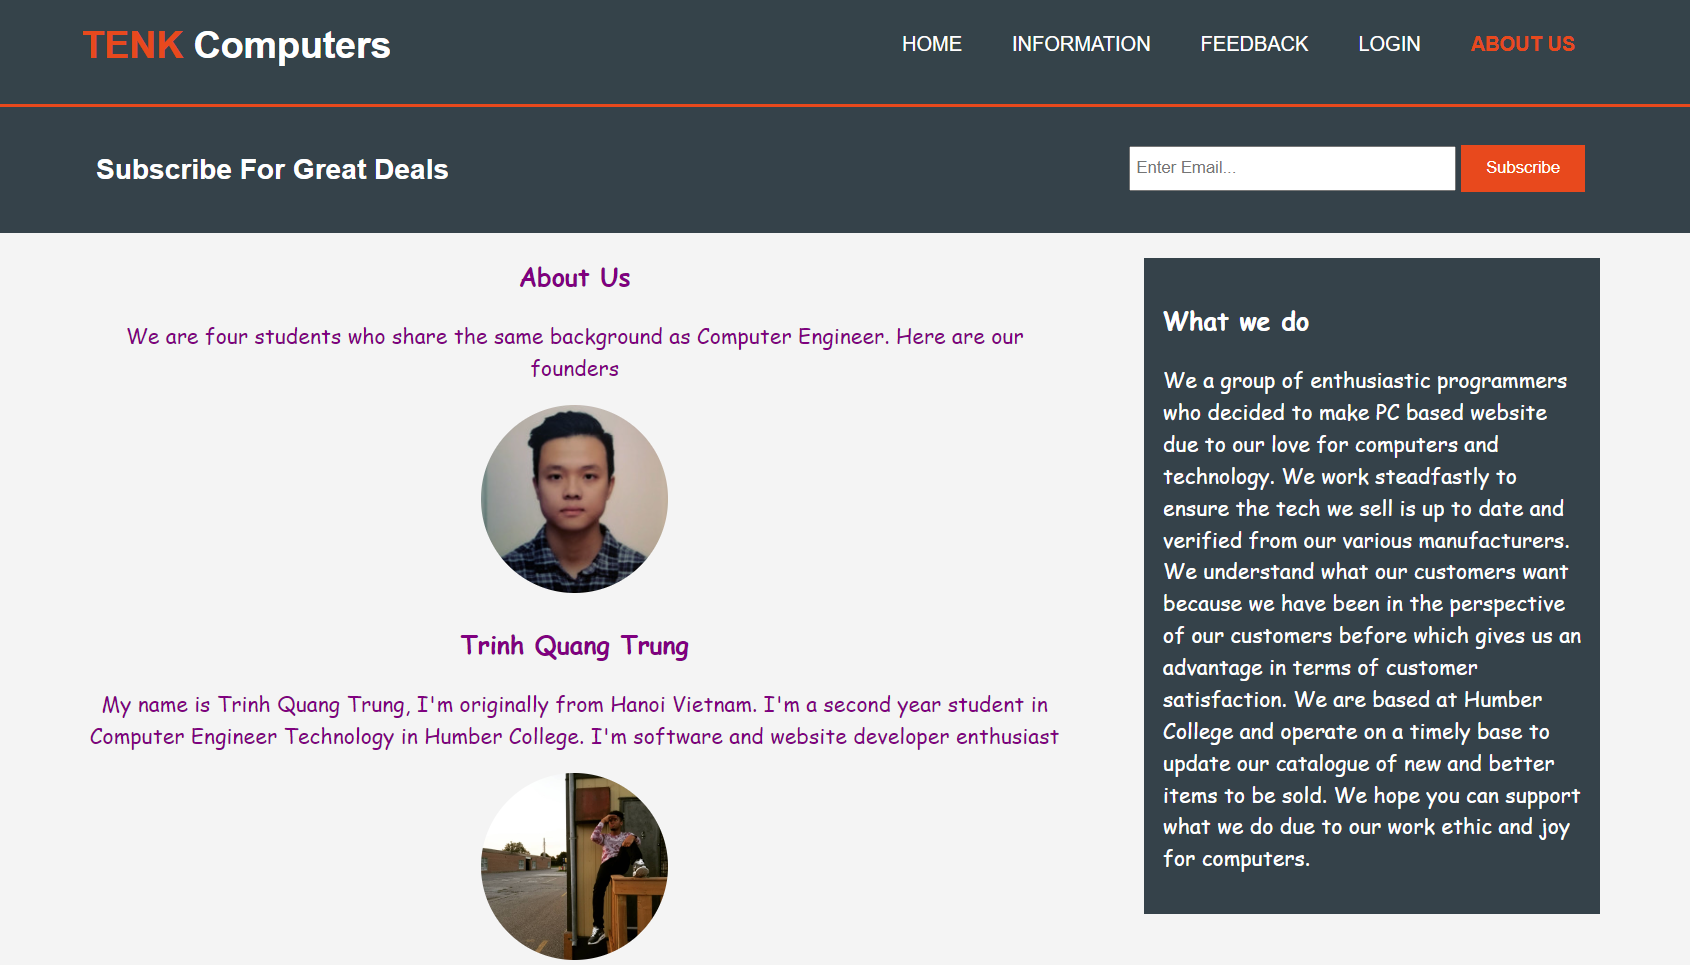 TENK Computers
HOME INFORMATION FEEDBACK LOGIN ABOUT US
Subscribe For Great Deals
Enter Email...
Subscribe
About Us
We are four students who share the same background as Computer Engineer. Here are our
founders
Trinh Quang Trung
My name is Trinh Quang Trung, I'm originally from Hanoi Vietnam. I'm a second year student in
Computer Engineer Technology in Humber College. I'm software and website developer enthusiast
What we do
We a group of enthusiastic programmers
who decided to make PC based website
due to our love for computers and
technology. We work steadfastly to
ensure the tech we sell is up to date and
verified from our various manufacturers.
We understand what our customers want
because we have been in the perspective
of our customers before which gives us an
advantage in terms of customer
satisfaction. We are based at Humber
College and operate on a timely base to
update our catalogue of new and better
items to be sold. We hope you can support
what we do due to our work ethic and joy
for computers.